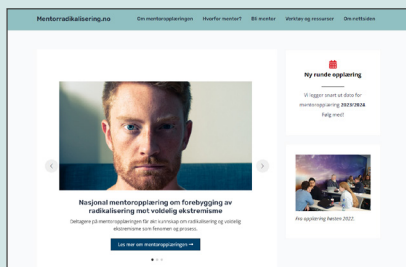 Mentorradikalisering.no
Om mentoropplæringen Hvorfor mentor? Bli mentor Verktøy og ressurser Om nettsiden
Nasjonal mentoropplæring om forebygging av
radikalisering mot voldelig ekstremisme
Deltagere på mentoropplæringen får økt kunnskap om radikalisering og voldelig
ekstremisme som fenomen og prosess.
Les mer om mentoropplæringen →
Ny runde opplæring
Vi legger snart ut dato for
mentoropplæring 2023/2024.
Følg med!
Fra opplæring høsten 2022.